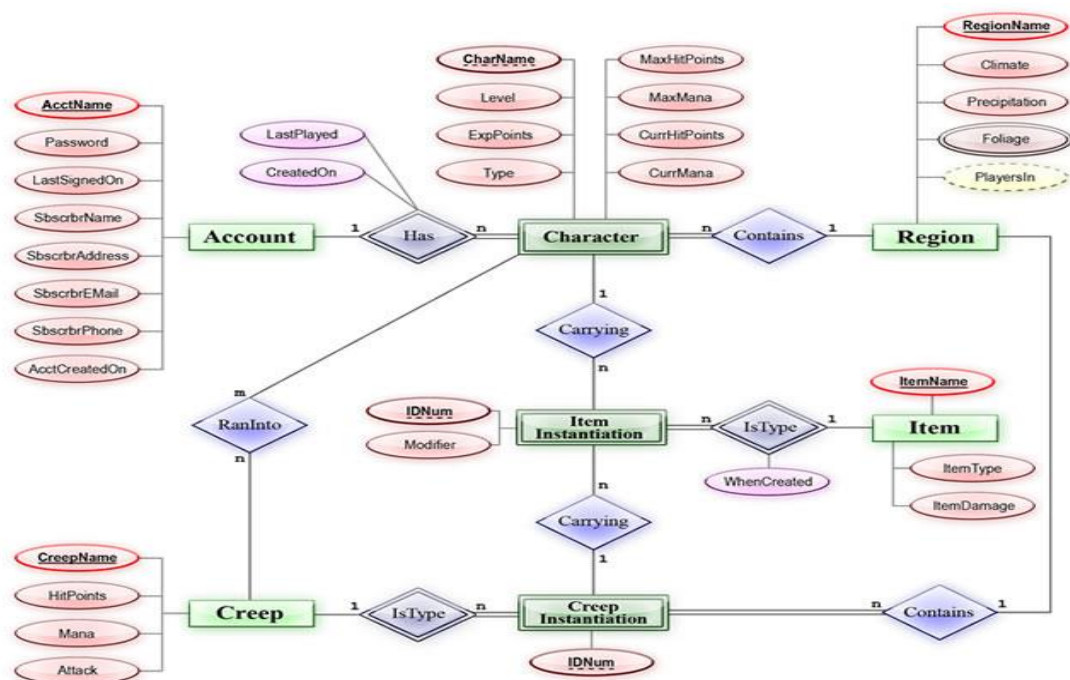 AcctName
Password
LastSignedOn
SbscrbrName
SbscrbrAddress
SbscrbrEMail
SbscrbrPhone
AcctCreatedOn
Account
1
LastPlayed
CreatedOn
Has
n
CharName
Level
ExpPoints
Type
MaxHitPoints
MaxMana
CurrHitPoints
CurrMana
Character
n
Contains
1
RegionName
Climate
Precipitation
Foliage
PlayersIn
Region
1
Carrying
n
m
RanInto
n
IDNum
Modifier
Item
Instantiation
n
IsType
1
WhenCreated
ItemName
Item
ItemType
ItemDamage
n
Carrying
1
CreepName
HitPoints
Mana
Attack
Creep
1
IsType
n
Creep
Instantiation
IDNum
n
Contains
1